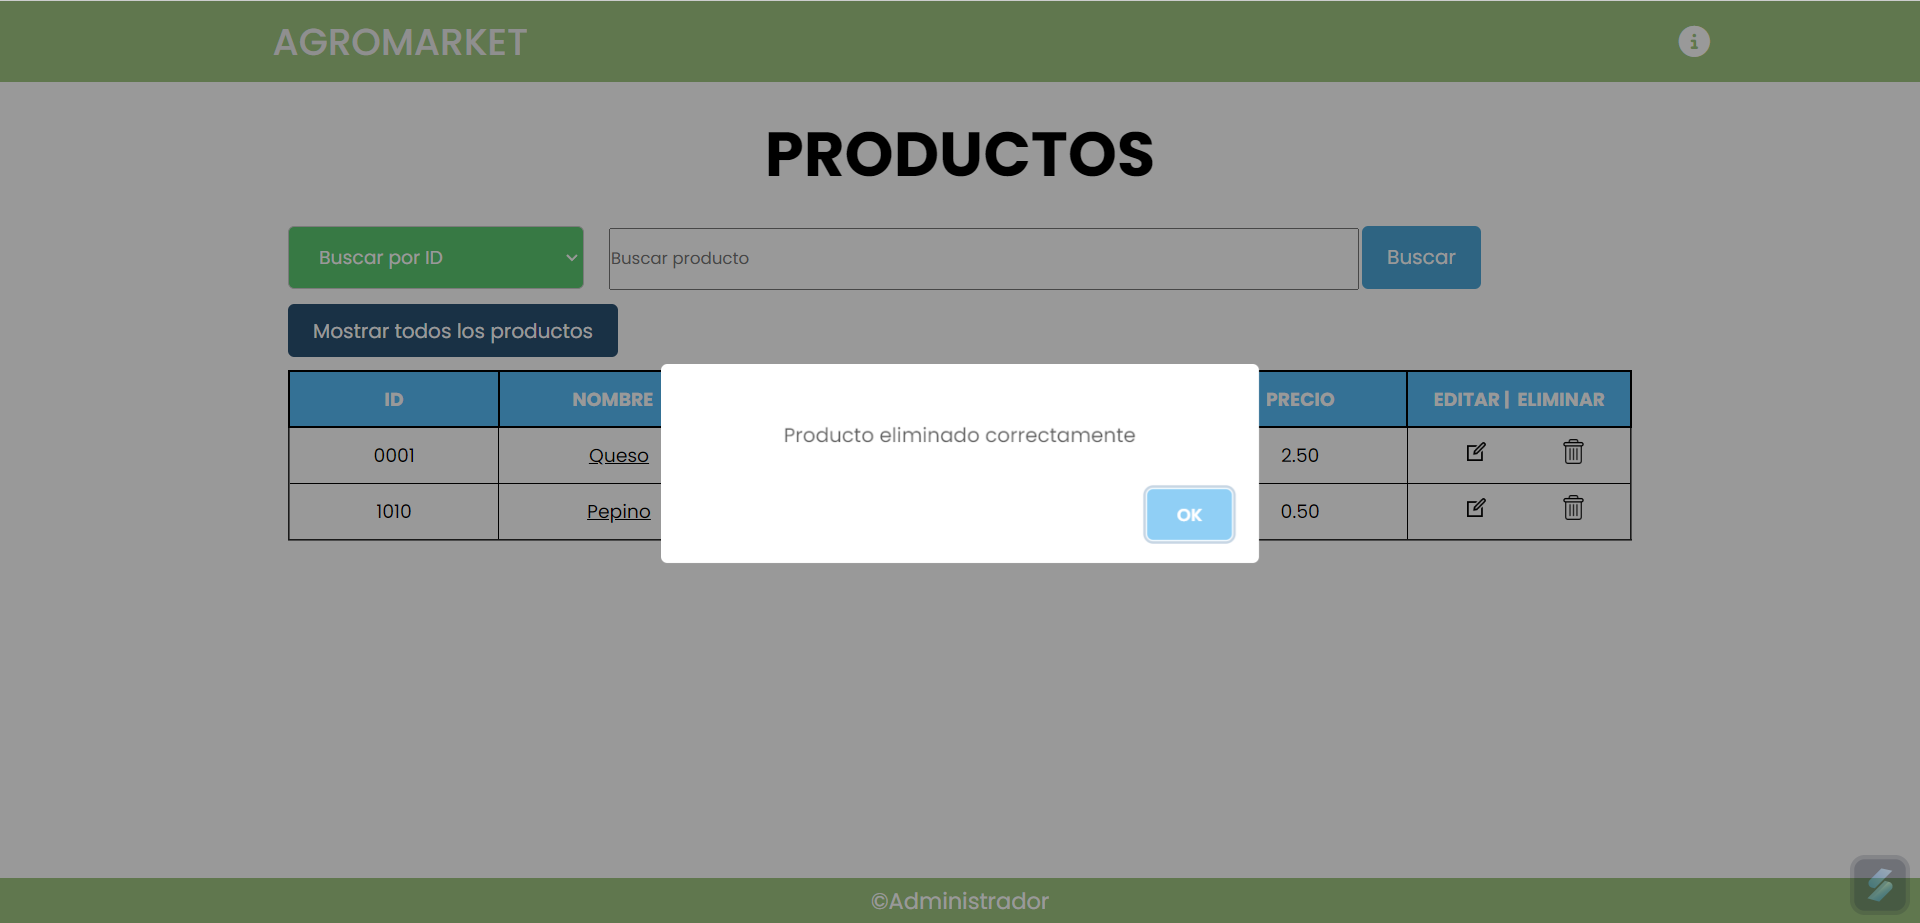 AGROMARKET
PRODUCTOS
Buscar por ID
Buscar producto
Buscar
Mostrar todos los productos
ID NOMBRE PRECIO EDITAR | ELIMINAR
0001 Queso 2.50
1010 Pepino 0.50
Producto eliminado correctamente
OK
©Administrador